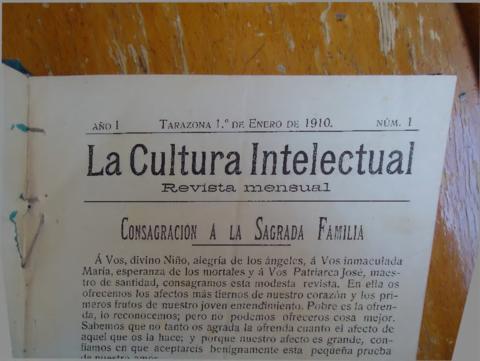 AÑO I TARAZONA 1.º DE ENERO DE 1910. NÚM. 1
La Cultura Intelectual
Revista mensual
CONSAGRACIÓN A LA SAGRADA FAMILIA
Á Vos, divino Niño, alegría de los ángeles, á Vos inmaculada
María, esperanza de los mortales y á Vos Patriarca José, maes-
tro de santidad, consagramos esta modesta revista. En ella os
ofrecemos los afectos más tiernos de nuestro corazón y los pri-
meros frutos de nuestro joven entendimiento. Pobre es la ofren-
da, lo reconocemos; pero no podemos ofreceros cosa mejor.
Sabemos que no tanto os agrada la ofrenda cuanto el afecto de
aquel que os la hace; y porque nuestro afecto es grande, con-
fiamos en que aceptareis benignamente esta pequeña prueba
de nuestro amor